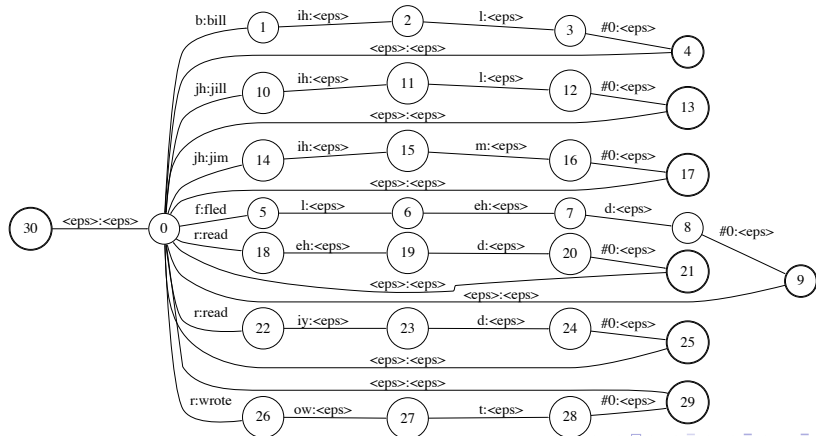 b:bill 1 ih:<eps> 2 l:<eps> 3 #0:<eps> 4
<eps>:<eps>
jh:jill 10 ih:<eps> 11 l:<eps> 12 #0:<eps> 13
<eps>:<eps>
jh:jim 14 ih:<eps> 15 m:<eps> 16 #0:<eps> 17
<eps>:<eps>
30 <eps>:<eps> 0 f:fled 5 l:<eps> 6 eh:<eps> 7 d:<eps> 8 #0:<eps> 9
r:read 18 eh:<eps> 19 d:<eps> 20 #0:<eps> 21
<eps>:<eps>
<eps>:<eps>
r:read 22 iy:<eps> 23 d:<eps> 24 #0:<eps> 25
<eps>:<eps>
<eps>:<eps>
r:wrote 26 ow:<eps> 27 t:<eps> 28 #0:<eps> 29